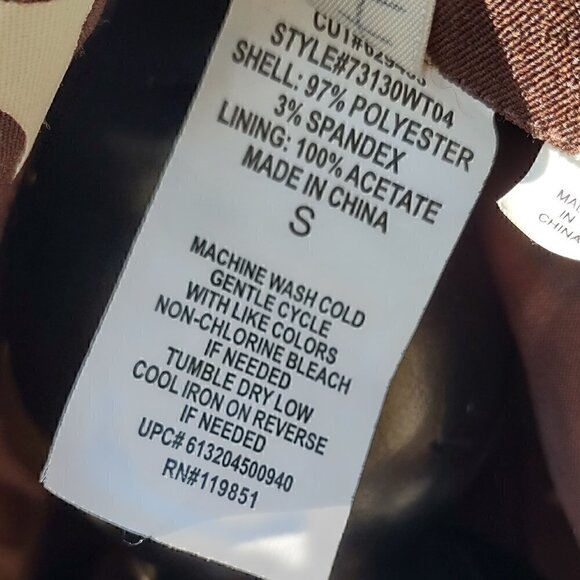 STYLE#73130WT04
SHELL: 97% POLYESTER
3% SPANDEX
LINING: 100% ACETATE
MADE IN CHINA
S
MACHINE WASH COLD
GENTLE CYCLE
WITH LIKE COLORS
NON-CHLORINE BLEACH
IF NEEDED
TUMBLE DRY LOW
COOL IRON ON REVERSE
IF NEEDED
UPC# 613204500940
RN#119851
IN
CHINA